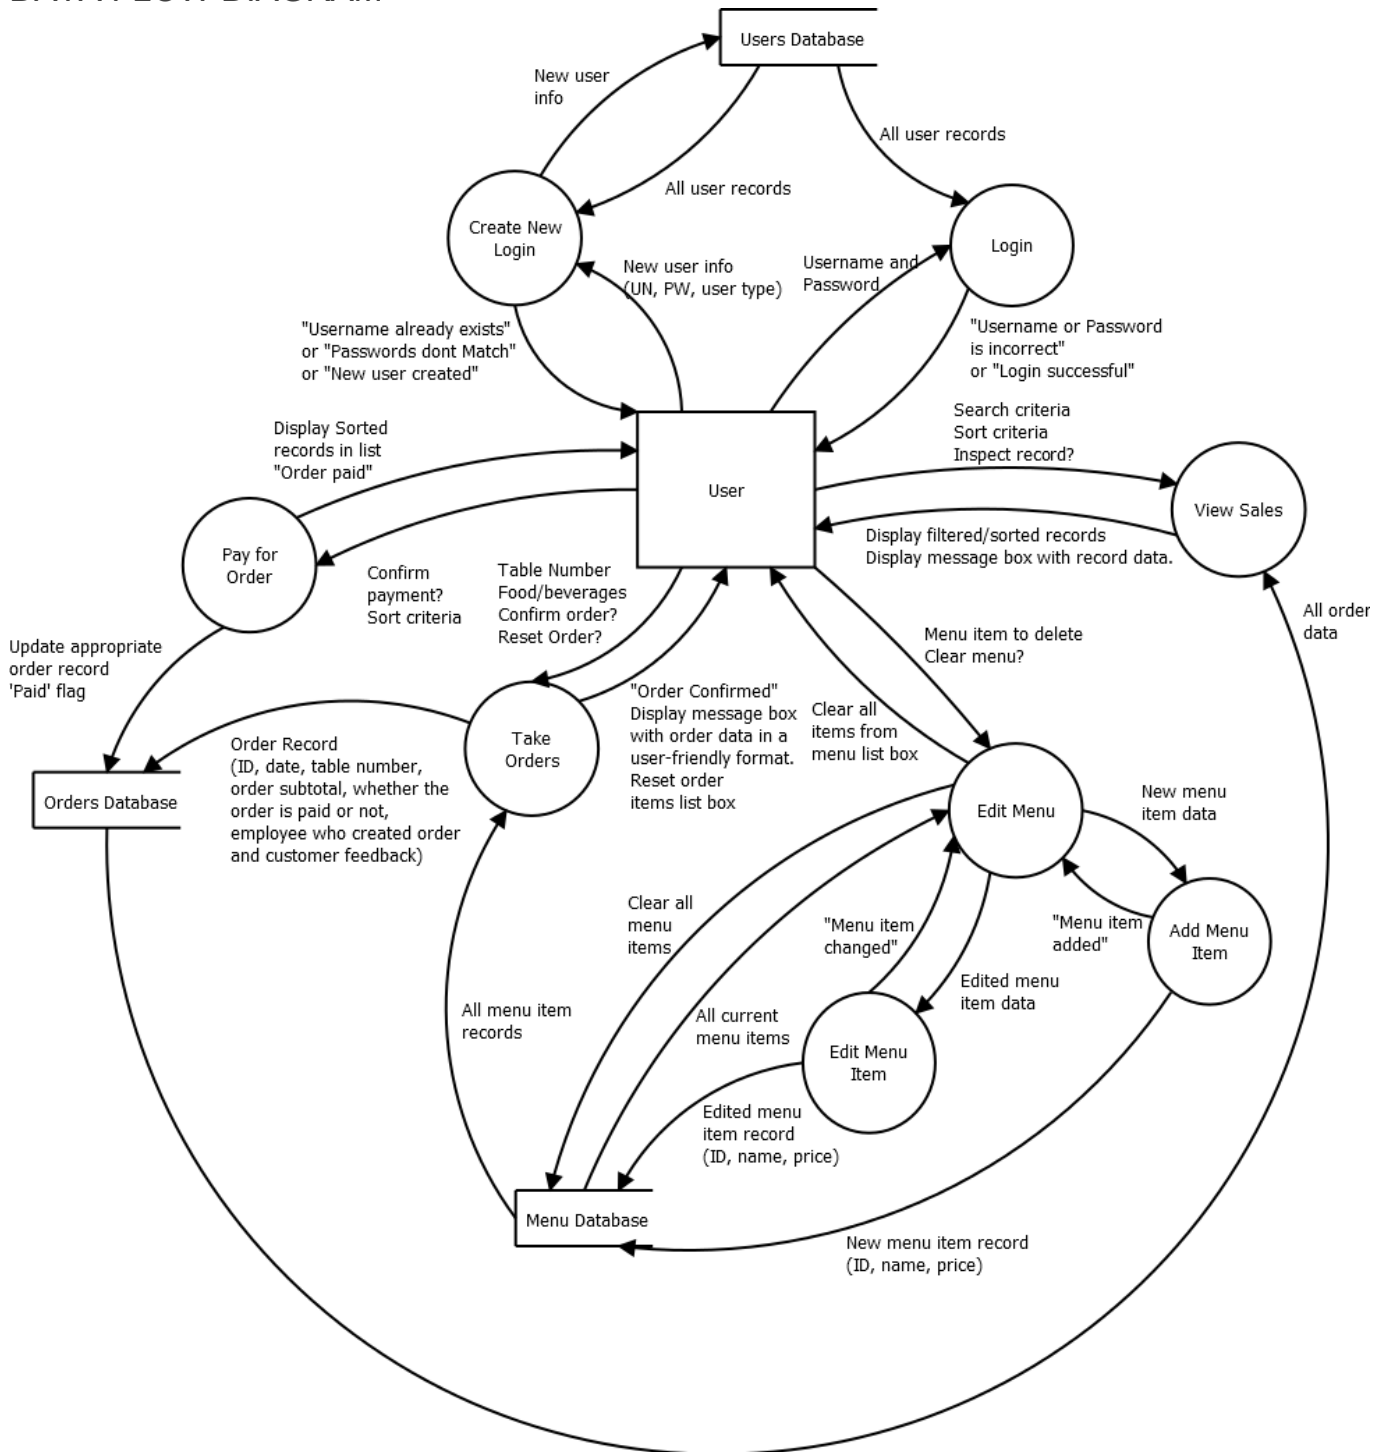 DATA FLOW DIAGRAM
Users Database
New user
info
All user records
All user records
Create New
Login
Login
New user info
(UN, PW, user type)
Username and
Password
"Username already exists"
or "Passwords dont Match"
or "New user created"
"Username or Password
is incorrect"
or "Login successful"
Display Sorted
records in list
"Order paid"
Search criteria
Sort criteria
Inspect record?
User
View Sales
Pay for
Order
Display filtered/sorted records
Display message box with record data.
Confirm
payment?
Sort criteria
Table Number
Food/beverages
Confirm order?
Reset Order?
All order
data
Update appropriate
order record
'Paid' flag
Menu item to delete
Clear menu?
"Order Confirmed"
Display message box
with order data in a
user-friendly format.
Reset order
items list box
Clear all
items from
menu list box
Take
Orders
Order Record
(ID, date, table number,
order subtotal, whether the
order is paid or not,
employee who created order
and customer feedback)
Orders Database
Edit Menu
New menu
item data
Clear all
menu
items
"Menu item
changed"
"Menu item
added"
Add Menu
Item
Edited menu
item data
All menu item
records
All current
menu items
Edit Menu
Item
Edited menu
item record
(ID, name, price)
Menu Database
New menu item record
(ID, name, price)